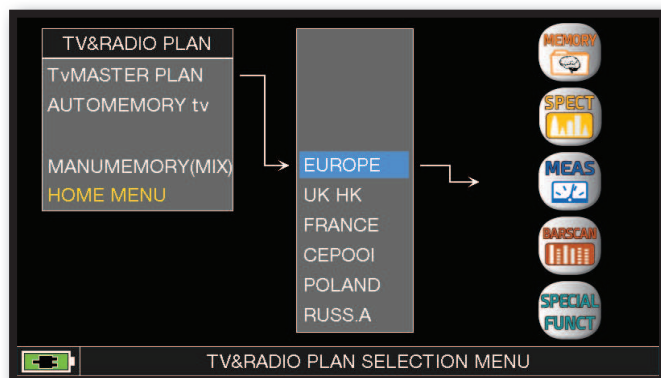 TV&RADIO PLAN
TvMASTER PLAN
AUTOMEMORY tv
MANUMEMORY(MIX)
HOME MENU
EUROPE
UK HK
FRANCE
CEPOOI
POLAND
RUSS.A
MEMORY
SPECT
MEAS
BARSCAN
SPECIAL
FUNCT
TV&RADIO PLAN SELECTION MENU